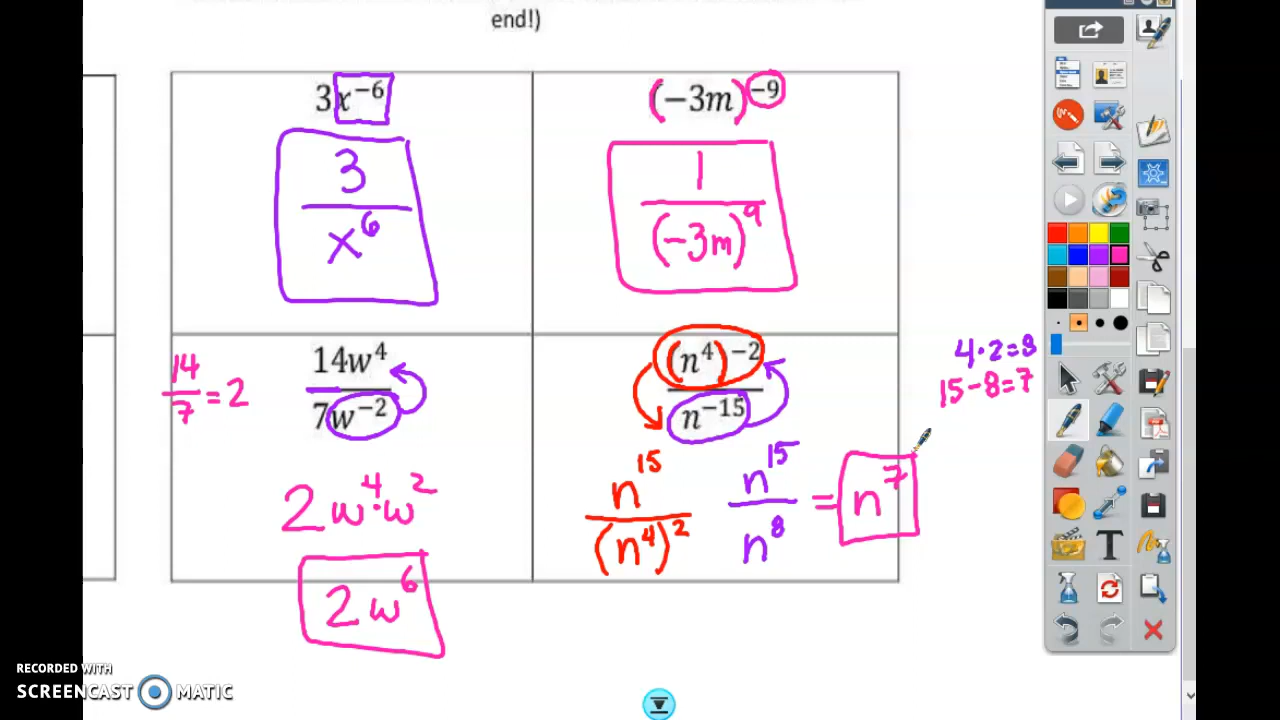 end!)
3x⁻⁶
3/x⁶
(−3m)⁻⁹
1/(−3m)⁹
14w⁴/7w⁻²
14/7=2
2w⁴·w²
2w⁶
(n⁴)⁻²/n⁻¹⁵
4·2=8
15−8=7
n¹⁵/(n⁴)²
n¹⁵/n⁸=n⁷
T
RECORDED WITH
SCREENCAST MATIC